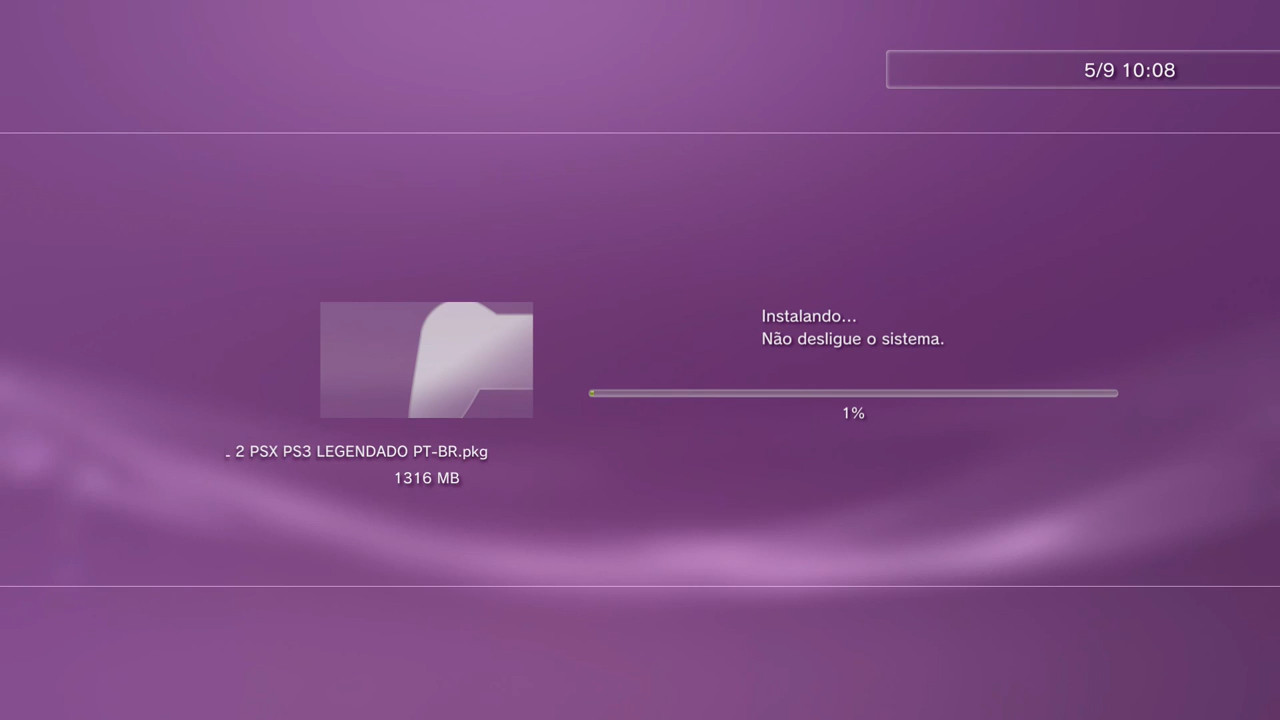 5/9 10:08
Instalando...
Não desligue o sistema.
1%
2 PSX PS3 LEGENDADO PT-BR.pkg
1316 MB